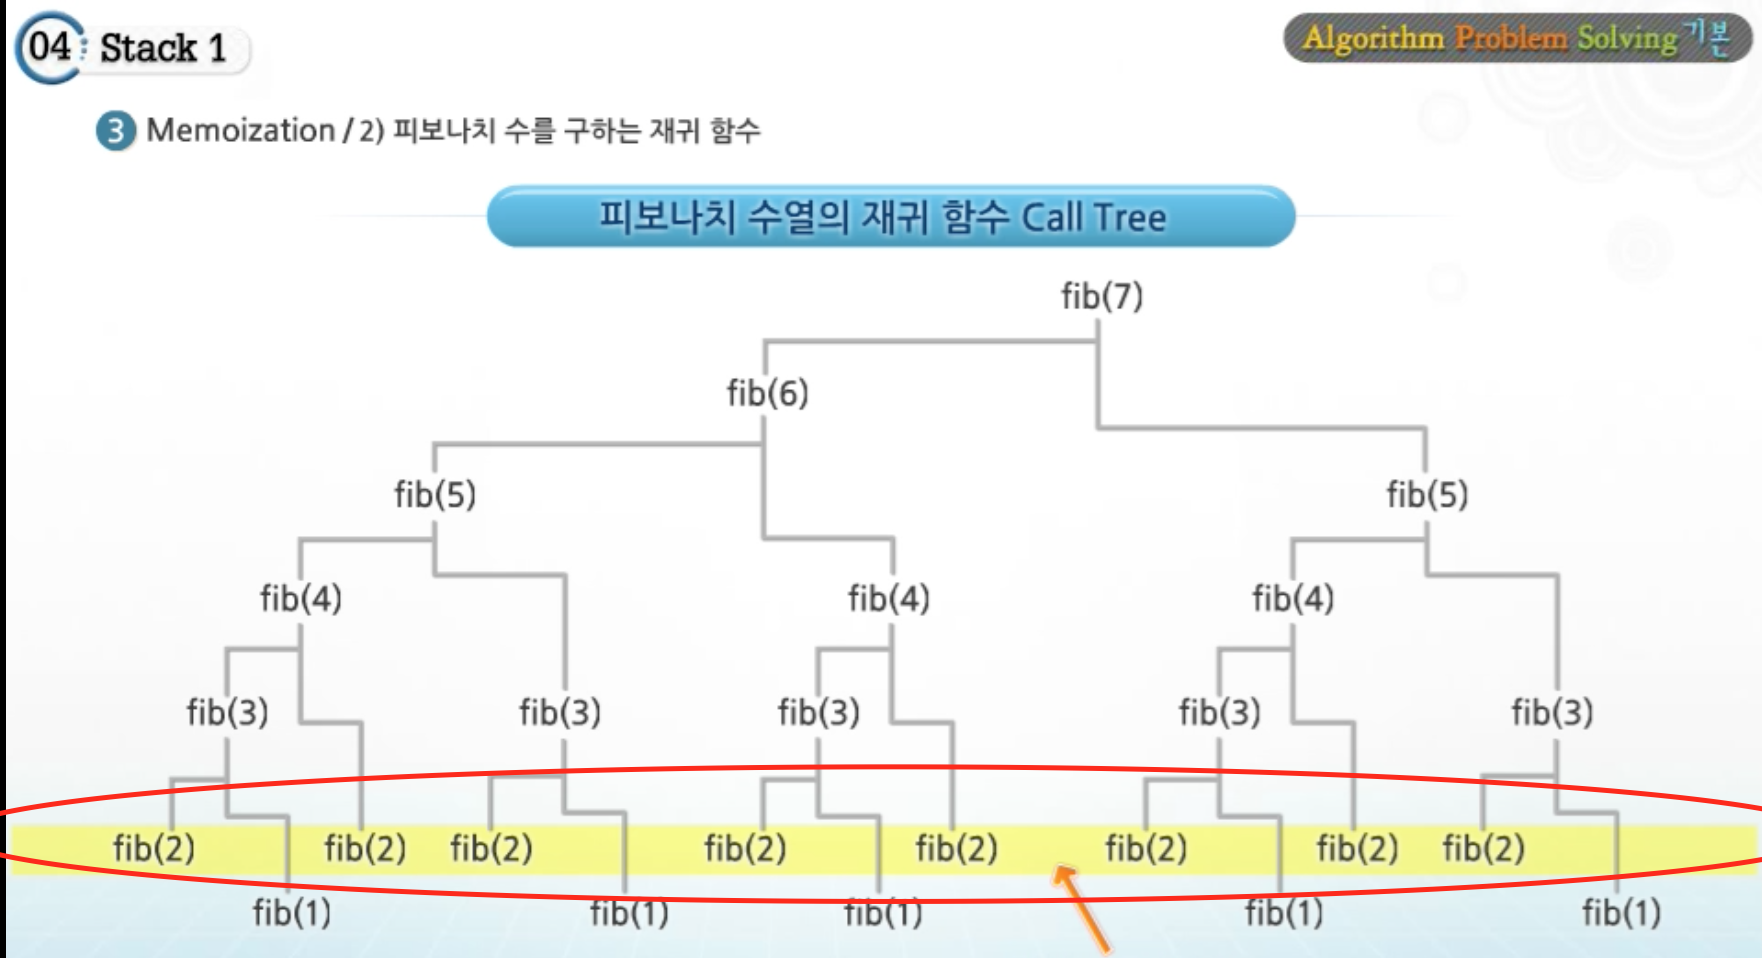 04 Stack 1
Algorithm Problem Solving 기본
3 Memoization / 2) 피보나치 수를 구하는 재귀 함수
피보나치 수열의 재귀 함수 Call Tree
fib(7)
fib(6)
fib(5) fib(5)
fib(4) fib(4) fib(4)
fib(3) fib(3) fib(3) fib(3) fib(3)
fib(2) fib(2) fib(2) fib(2) fib(2) fib(2) fib(2) fib(2)
fib(1) fib(1) fib(1) fib(1) fib(1)